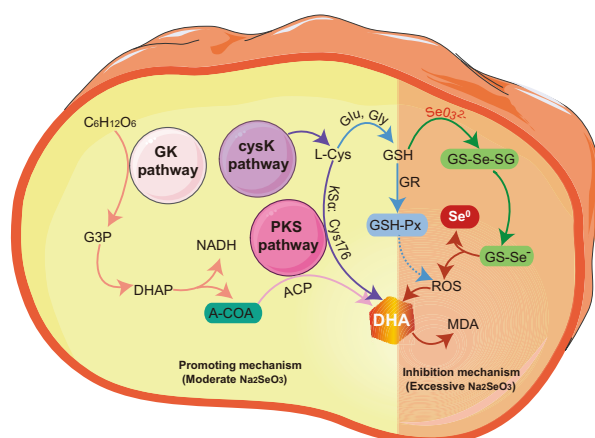 C6H12O6
GK
pathway
cysK
pathway
L-Cys
Glu, Gly
GSH
SeO3²-
GS-Se-SG
GR
G3P
NADH
PKS
pathway
KSα: Cys176
GSH-Px
Se⁰
GS-Se⁻
DHAP
A-COA
ACP
ROS
DHA
MDA
Promoting mechanism
(Moderate Na2SeO3)
Inhibition mechanism
(Excessive Na2SeO3)